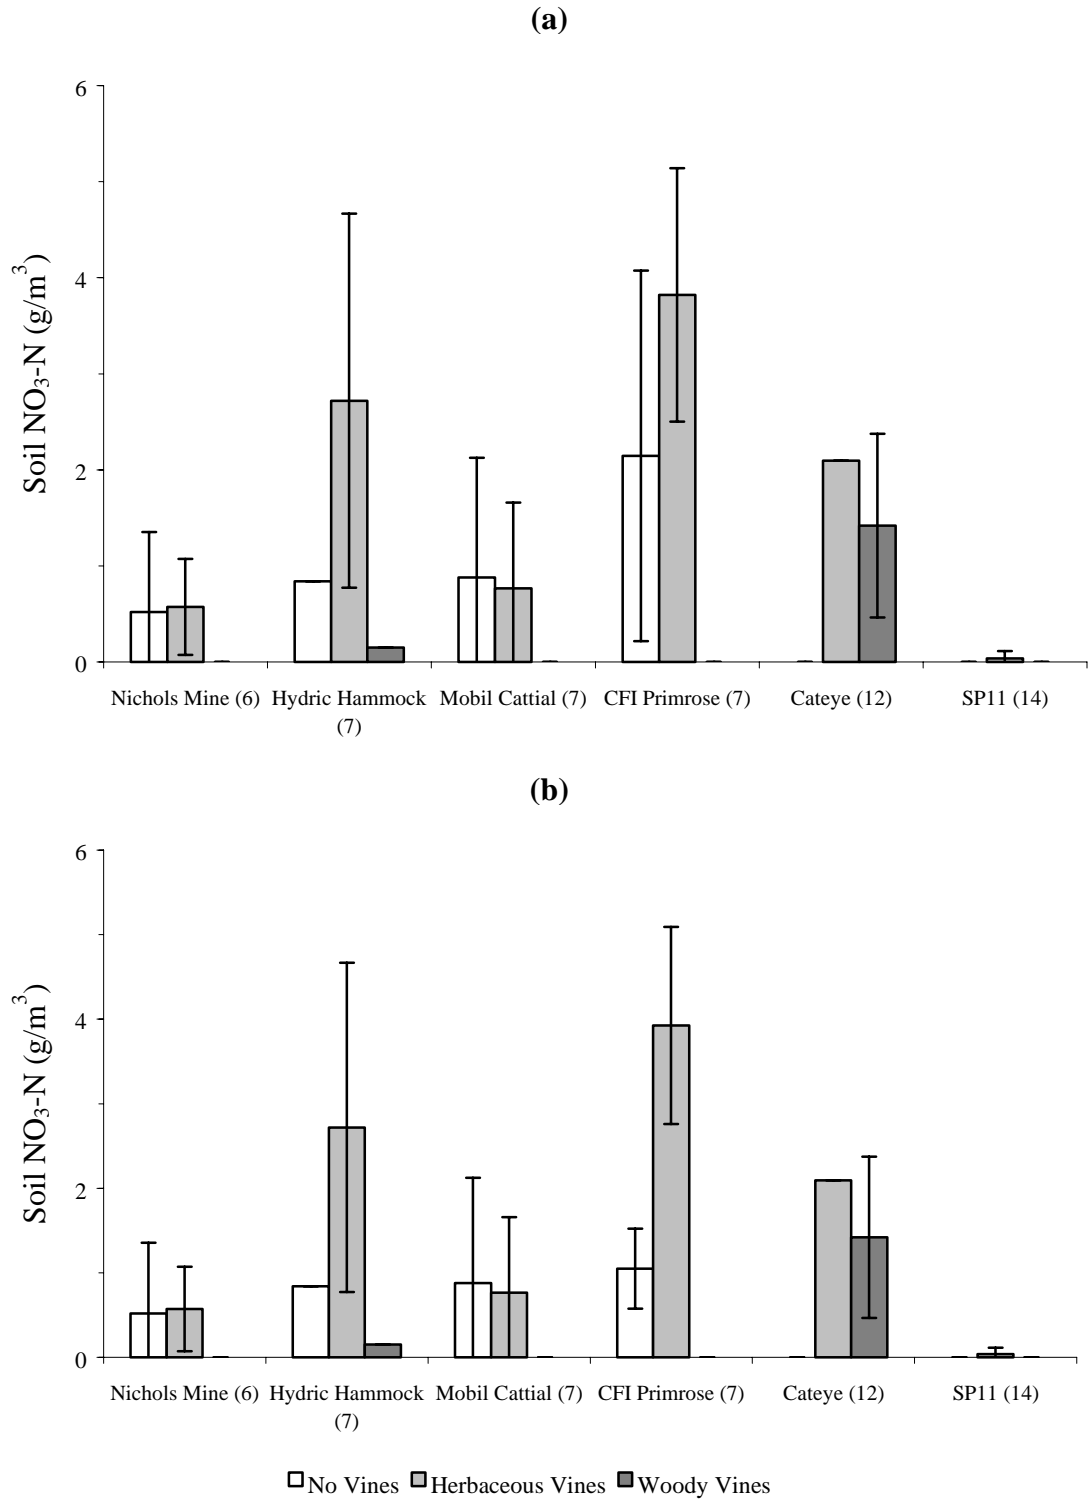 (a)
6
4
2
0
Soil NO₃-N (g/m³)
Nichols Mine (6) Hydric Hammock (7) Mobil Cattial (7) CFI Primrose (7) Cateye (12) SP11 (14)
(b)
6
4
2
0
Soil NO₃-N (g/m³)
Nichols Mine (6) Hydric Hammock (7) Mobil Cattial (7) CFI Primrose (7) Cateye (12) SP11 (14)
No Vines Herbaceous Vines Woody Vines